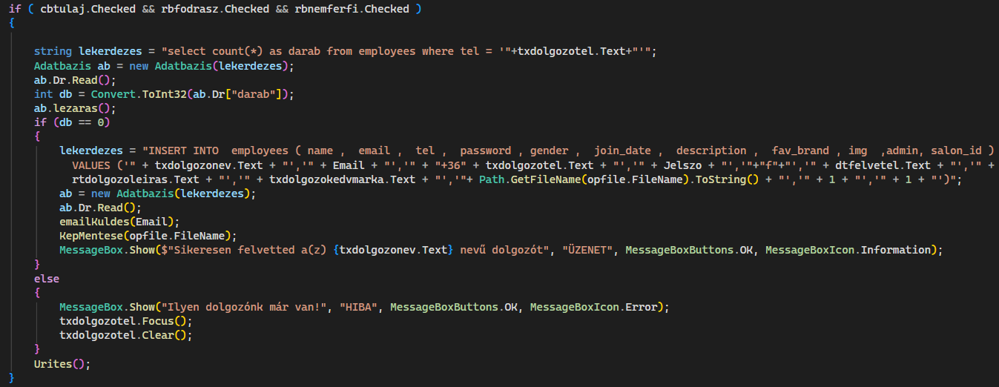 if ( cbtulaj.Checked && rbfodrasz.Checked && rbnemferfi.Checked )
{
string lekerdezes = "select count(*) as darab from employees where tel = '"+txdolgozotel.Text+"'";
Adatbazis ab = new Adatbazis(lekerdezes);
ab.Dr.Read();
int db = Convert.ToInt32(ab.Dr["darab"]);
ab.lezaras();
if (db == 0)
{
lekerdezes = "INSERT INTO  employees ( name ,  email ,  tel ,  password , gender ,  join_date ,  description ,  fav_brand , img  ,admin, salon_id )
VALUES ('" + txdolgozonev.Text + "','" + Email + "','" + "+36" + txdolgozotel.Text + "','" + Jelszo + "','"+"f"+"','" + dtfelvetel.Text + "','" +
rtdolgozoleiras.Text + "','" + txdolgozokedvmarka.Text + "','"+ Path.GetFileName(opfile.FileName).ToString() + "','" + 1 + "','" + 1 + "')";
ab = new Adatbazis(lekerdezes);
ab.Dr.Read();
emailKuldes(Email);
KepMentese(opfile.FileName);
MessageBox.Show($"Sikeresen felvetted a(z) {txdolgozonev.Text} nevű dolgozót", "ÜZENET", MessageBoxButtons.OK, MessageBoxIcon.Information);
}
else
{
MessageBox.Show("Ilyen dolgozónk már van!", "HIBA", MessageBoxButtons.OK, MessageBoxIcon.Error);
txdolgozotel.Focus();
txdolgozotel.Clear();
}
Urites();
}